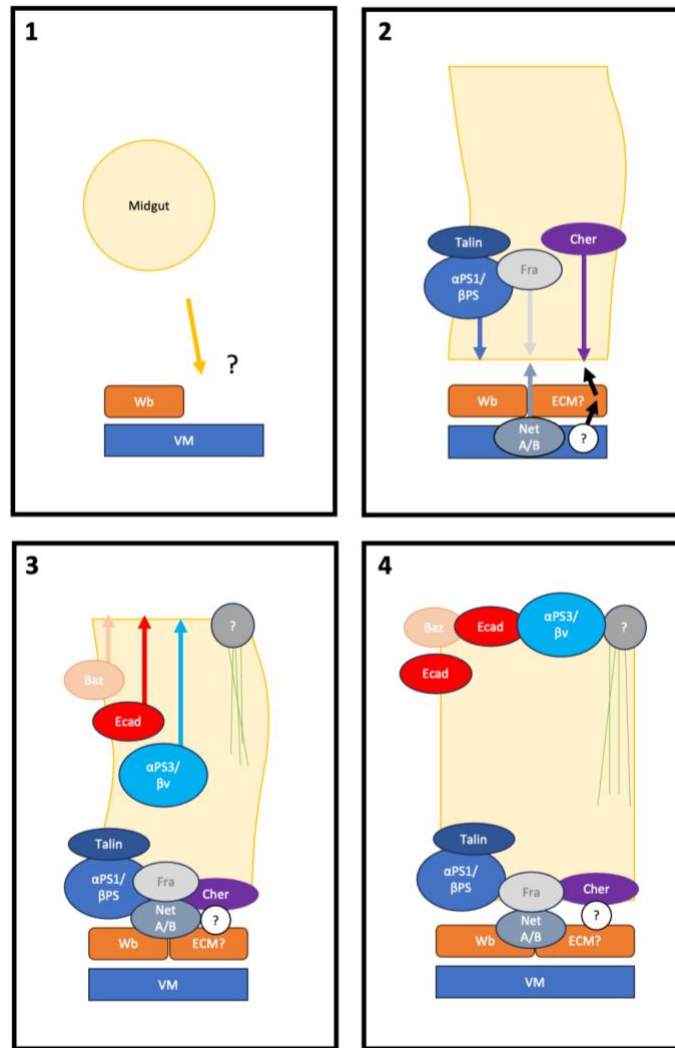 1
Midgut
?
Wb
VM
2
Talin
Cher
αPS1/
βPS
Fra
Wb
ECM?
Net
A/B
?
3
?
Baz
Ecad
αPS3/
βv
Talin
αPS1/
βPS
Fra
Cher
Net
A/B
?
Wb
ECM?
VM
4
Baz
Ecad
αPS3/
βv
?
Ecad
Talin
αPS1/
βPS
Fra
Cher
Net
A/B
?
Wb
ECM?
VM